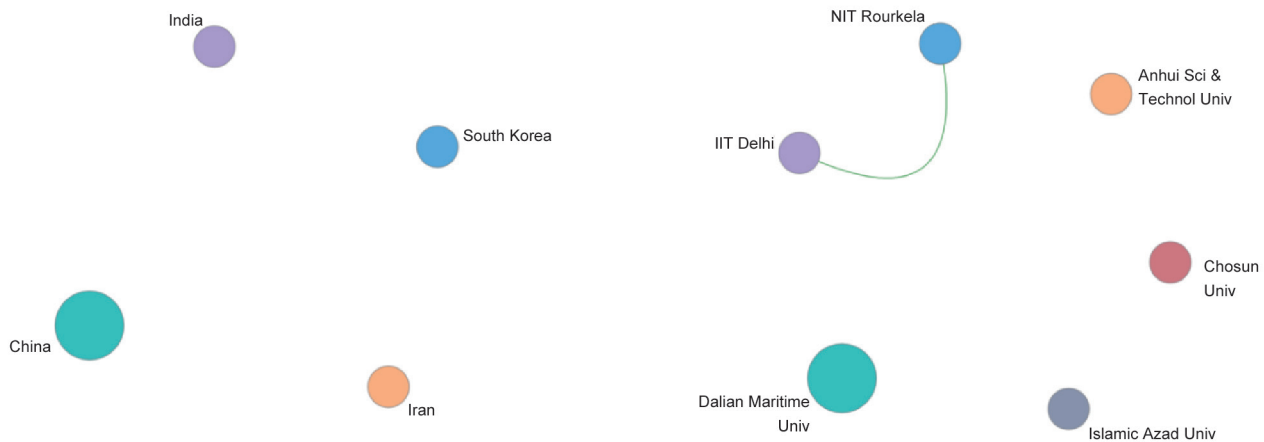 India
South Korea
China
Iran
NIT Rourkela
Anhui Sci &
Technol Univ
IIT Delhi
Chosun
Univ
Dalian Maritime
Univ
Islamic Azad Univ